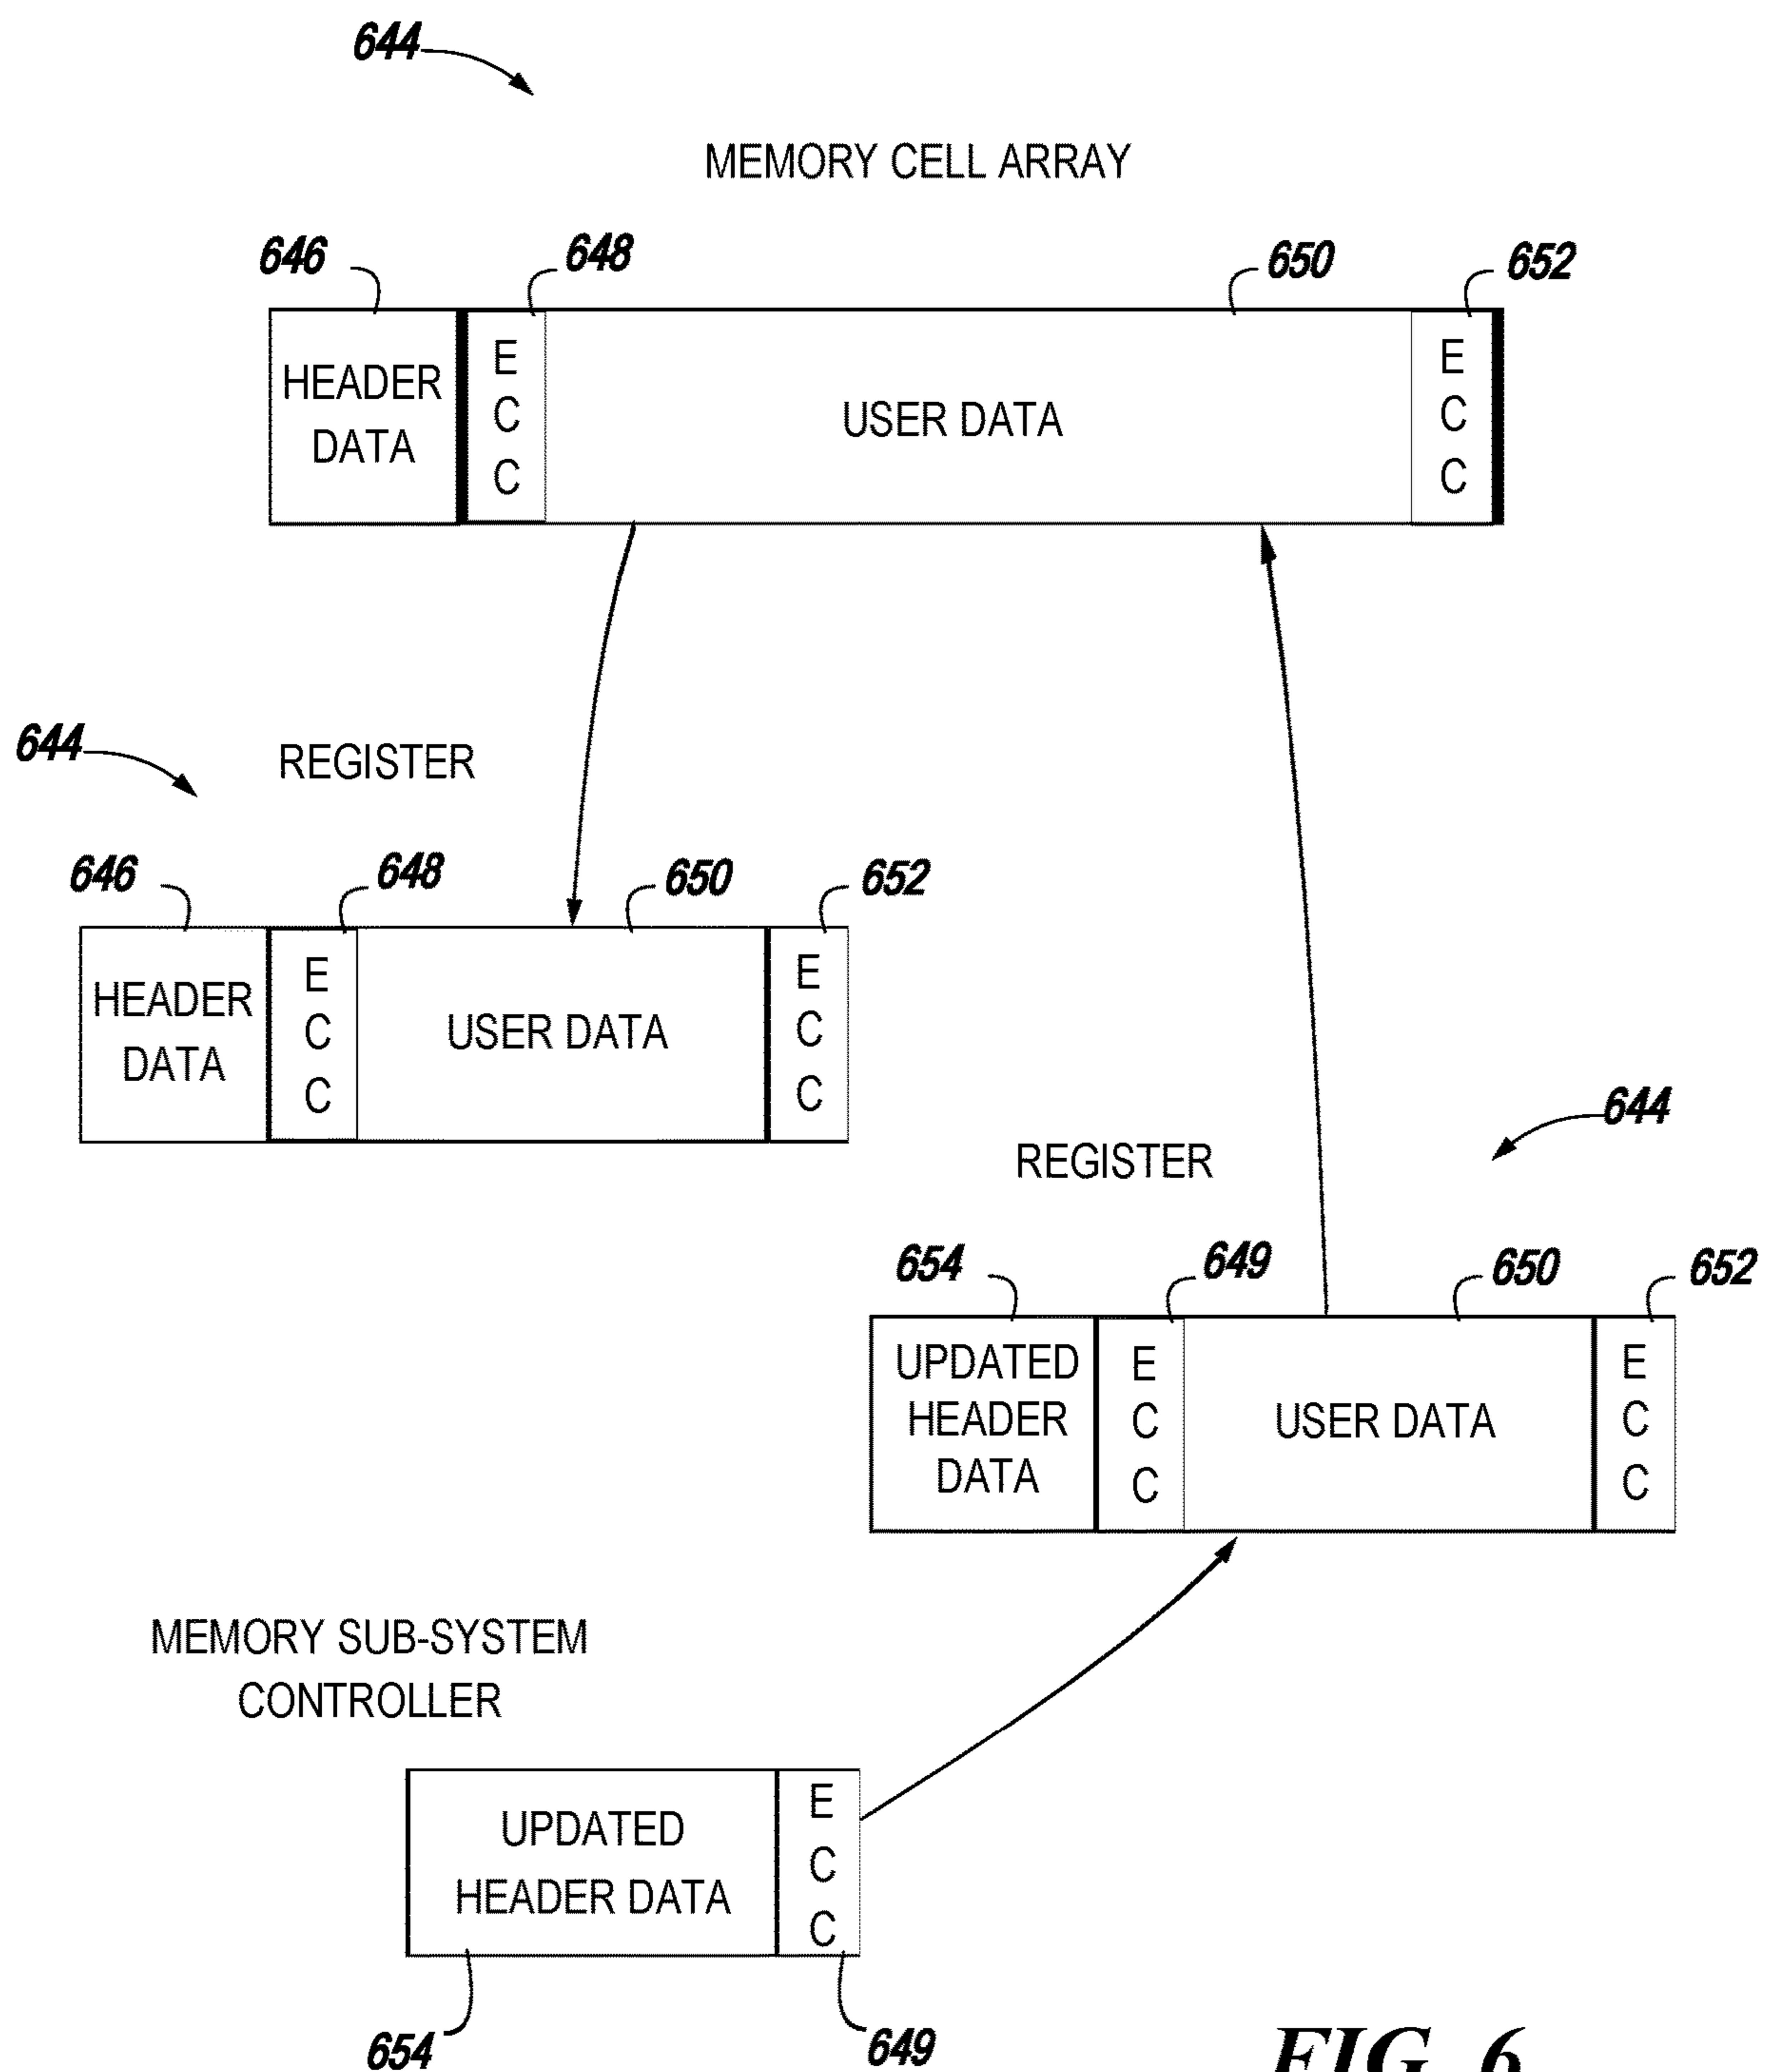 644
MEMORY CELL ARRAY
646
648
650
652
HEADER
DATA
E
C
C
USER DATA
E
C
C
644
REGISTER
646
648
650
652
HEADER
DATA
E
C
C
USER DATA
E
C
C
644
REGISTER
654
649
650
652
UPDATED
HEADER
DATA
E
C
C
USER DATA
E
C
C
MEMORY SUB-SYSTEM
CONTROLLER
UPDATED
HEADER DATA
E
C
C
654
649
FIG. 6